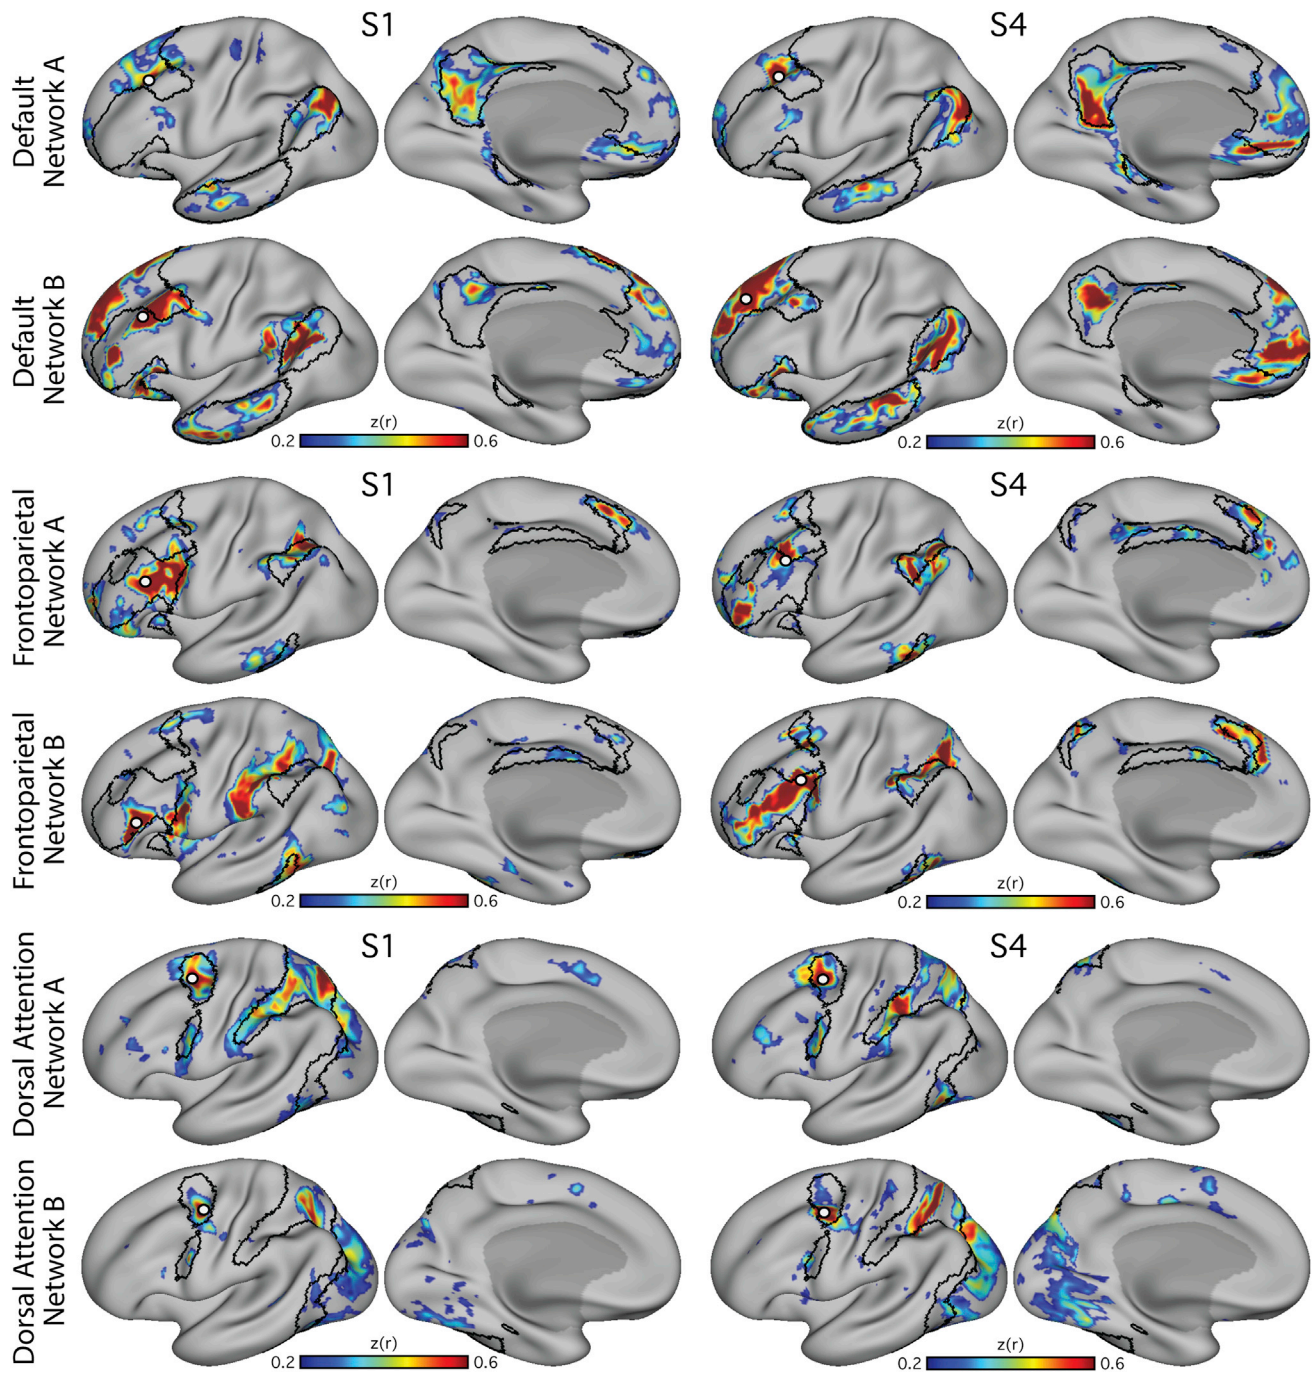 S1
S4
Default
Network A
Default
Network B
z(r)
0.2
0.6
z(r)
0.2
0.6
S1
S4
Frontoparietal
Network A
Frontoparietal
Network B
z(r)
0.2
0.6
z(r)
0.2
0.6
S1
S4
Dorsal Attention
Network A
Dorsal Attention
Network B
z(r)
0.2
0.6
z(r)
0.2
0.6